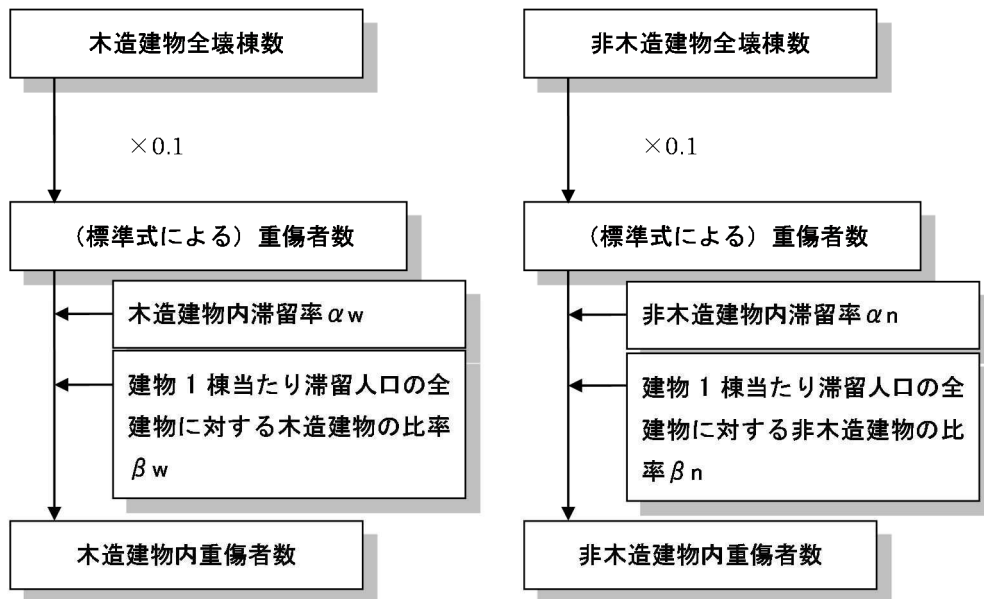 木造建物全壊棟数
×0.1
(標準式による)重傷者数
木造建物内滞留率αw
建物1棟当たり滞留人口の全
建物に対する木造建物の比率
βw
木造建物内重傷者数
非木造建物全壊棟数
×0.1
(標準式による)重傷者数
非木造建物内滞留率αn
建物1棟当たり滞留人口の全
建物に対する非木造建物の比
率βn
非木造建物内重傷者数